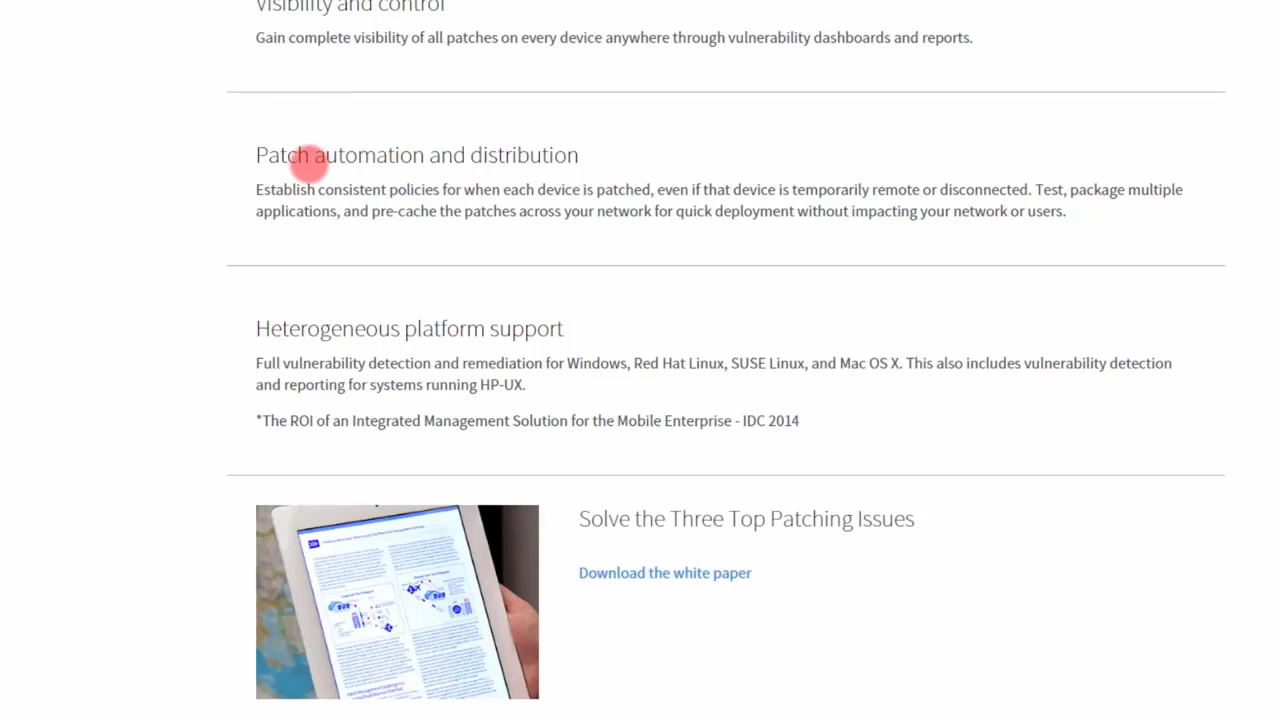 Visibility and control
Gain complete visibility of all patches on every device anywhere through vulnerability dashboards and reports.
Patch automation and distribution
Establish consistent policies for when each device is patched, even if that device is temporarily remote or disconnected. Test, package multiple
applications, and pre-cache the patches across your network for quick deployment without impacting your network or users.
Heterogeneous platform support
Full vulnerability detection and remediation for Windows, Red Hat Linux, SUSE Linux, and Mac OS X. This also includes vulnerability detection
and reporting for systems running HP-UX.
*The ROI of an Integrated Management Solution for the Mobile Enterprise - IDC 2014
Solve the Three Top Patching Issues
Download the white paper